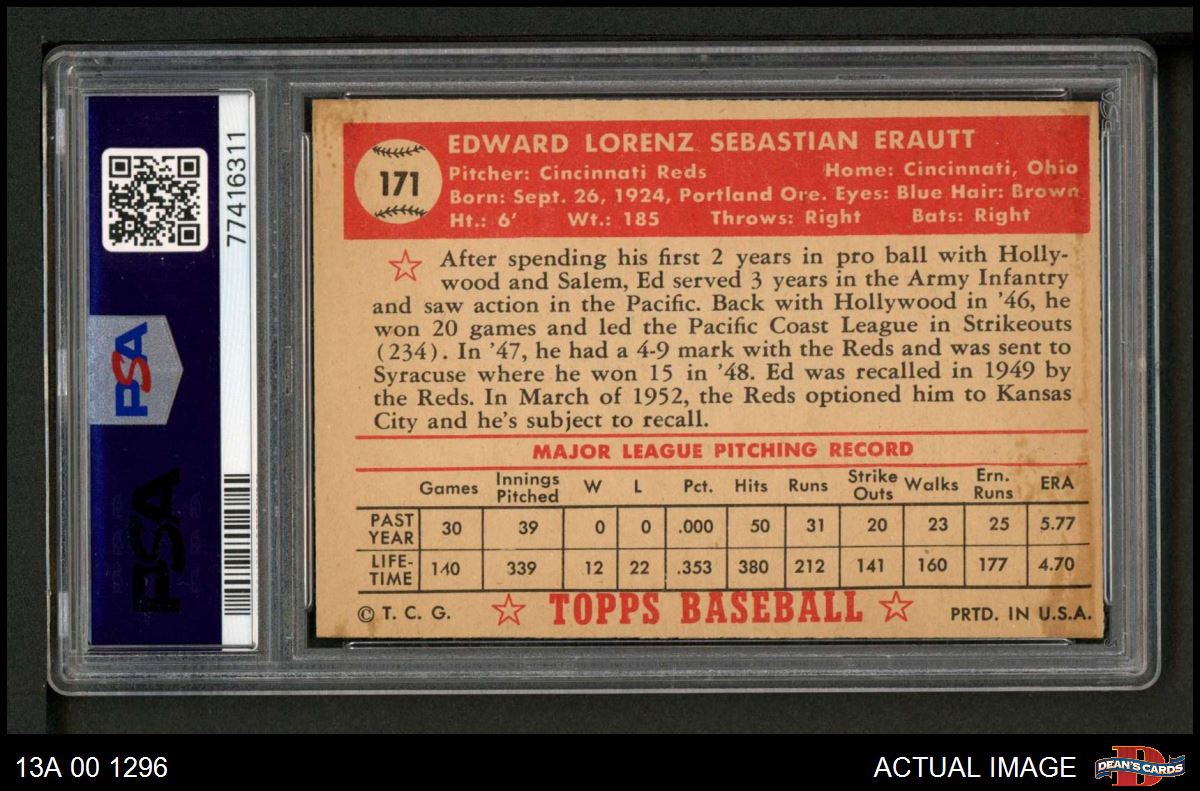 PSA
77416311
PSA
171
EDWARD LORENZ SEBASTIAN ERAUTT
Pitcher: Cincinnati Reds Home: Cincinnati, Ohio
Born: Sept. 26, 1924, Portland Ore. Eyes: Blue Hair: Brown
Ht.: 6' Wt.: 185 Throws: Right Bats: Right
After spending his first 2 years in pro ball with Holly-
wood and Salem, Ed served 3 years in the Army Infantry
and saw action in the Pacific. Back with Hollywood in '46, he
won 20 games and led the Pacific Coast League in Strikeouts
(234). In '47, he had a 4-9 mark with the Reds and was sent to
Syracuse where he won 15 in '48. Ed was recalled in 1949 by
the Reds. In March of 1952, the Reds optioned him to Kansas
City and he's subject to recall.
MAJOR LEAGUE PITCHING RECORD
Games Innings Pitched W L Pct. Hits Runs Strike Outs Walks Ern. Runs ERA
PAST YEAR 30 39 0 0 .000 50 31 20 23 25 5.77
LIFE-TIME 140 339 12 22 .353 380 212 141 160 177 4.70
© T. C. G. TOPPS BASEBALL PRTD. IN U.S.A.
13A 00 1296 ACTUAL IMAGE DEAN'S CARDS